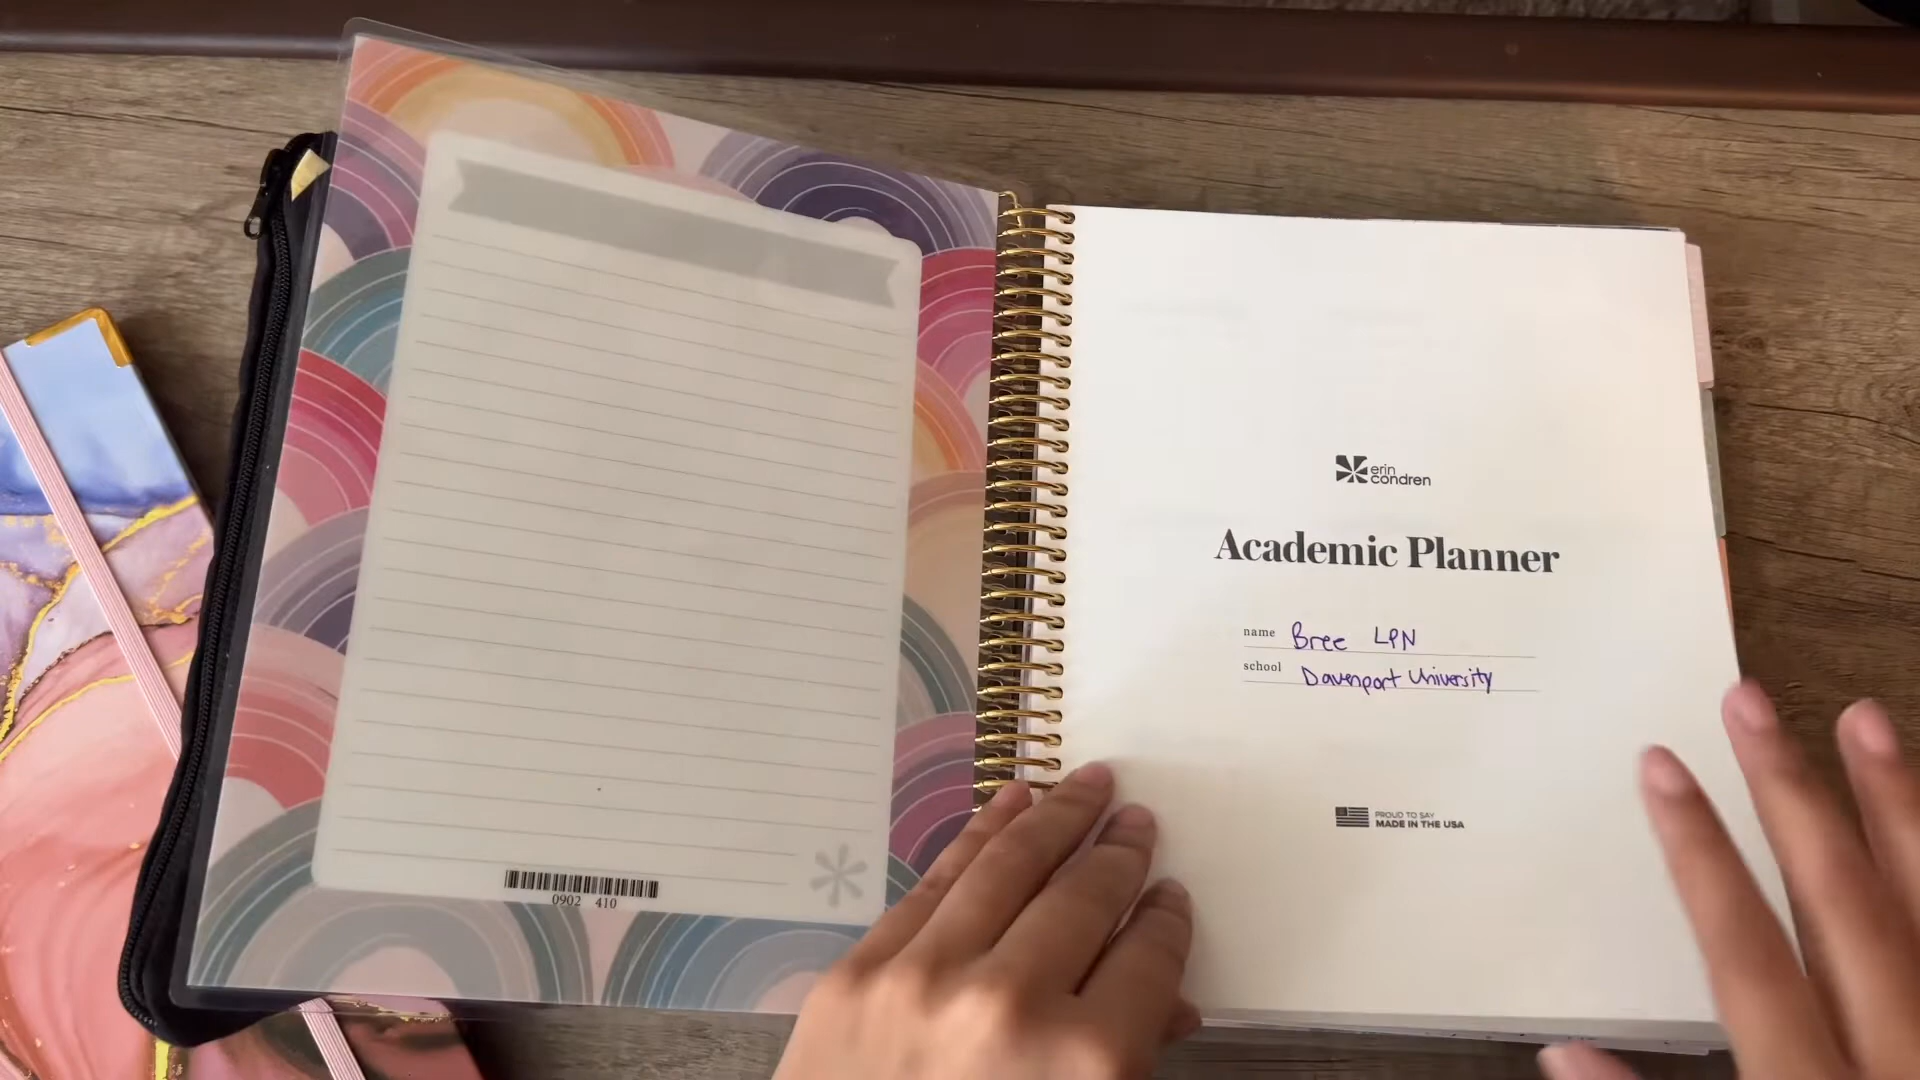 0902 410
erin
condren
Academic Planner
name Bree LPN
school Davenport University
PROUD TO SAY
MADE IN THE USA